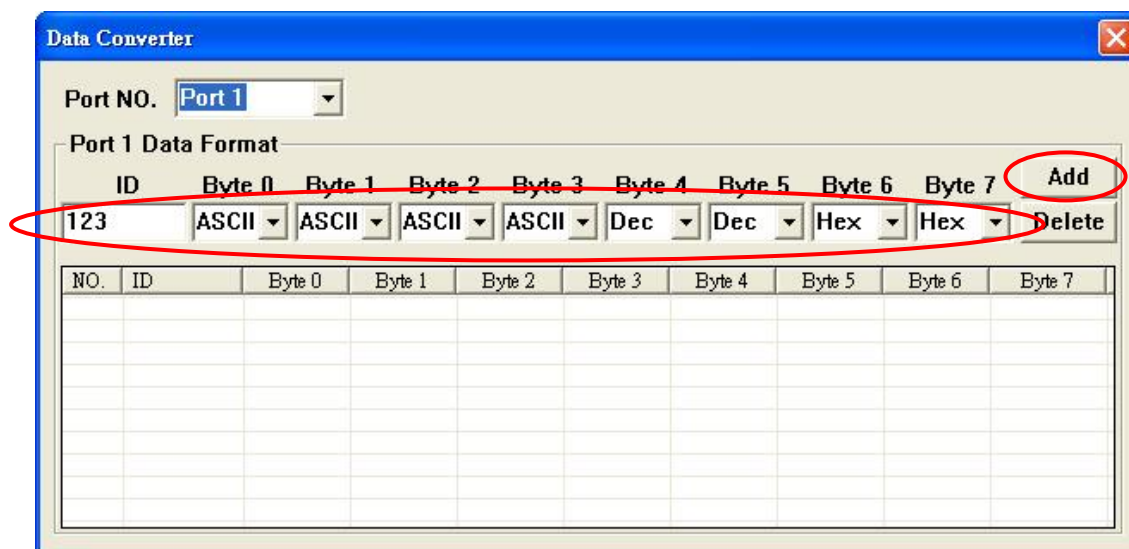 Data Converter
Port NO. Port 1
Port 1 Data Format
ID Byte 0 Byte 1 Byte 2 Byte 3 Byte 4 Byte 5 Byte 6 Byte 7 Add
123 ASCII ASCII ASCII ASCII Dec Dec Hex Hex Delete
NO. ID Byte 0 Byte 1 Byte 2 Byte 3 Byte 4 Byte 5 Byte 6 Byte 7